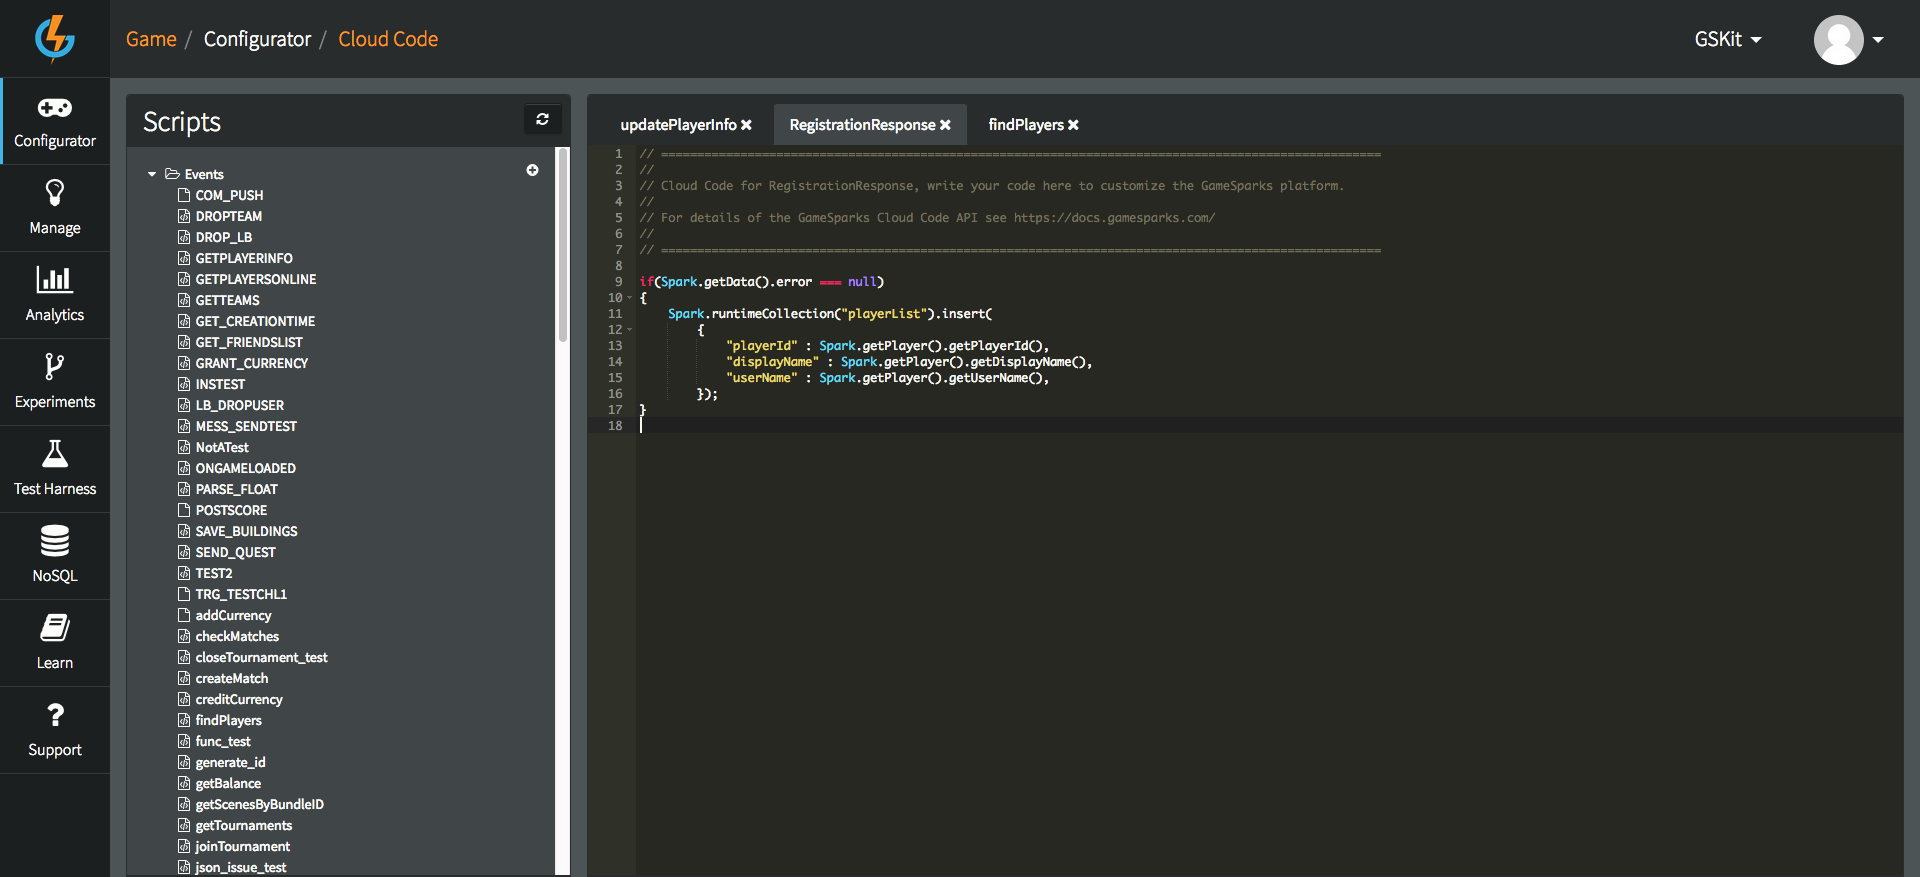 Game / Configurator / Cloud Code
GSKit
Configurator
Manage
Analytics
Experiments
Test Harness
NoSQL
Learn
Support
Scripts
Events
COM_PUSH
DROPTEAM
DROP_LB
GETPLAYERINFO
GETPLAYERSONLINE
GETTEAMS
GET_CREATIONTIME
GET_FRIENDSLIST
GRANT_CURRENCY
INSTEST
LB_DROPUSER
MESS_SENDTEST
NotATest
ONGAMELOADED
PARSE_FLOAT
POSTSCORE
SAVE_BUILDINGS
SEND_QUEST
TEST2
TRG_TESTCHL1
addCurrency
checkMatches
closeTournament_test
createMatch
creditCurrency
findPlayers
func_test
generate_id
getBalance
getScenesByBundleID
getTournaments
joinTournament
json_issue_test
updatePlayerInfo RegistrationResponse findPlayers
1 // ====================================================================================================
2 //
3 // Cloud Code for RegistrationResponse, write your code here to customize the GameSparks platform.
4 //
5 // For details of the GameSparks Cloud Code API see https://docs.gamesparks.com/
6 //
7 // ====================================================================================================
8
9 if(Spark.getData().error === null)
10 {
11 Spark.runtimeCollection("playerList").insert(
12 {
13 "playerId" : Spark.getPlayer().getPlayerId(),
14 "displayName" : Spark.getPlayer().getDisplayName(),
15 "userName" : Spark.getPlayer().getUserName(),
16 });
17 }
18